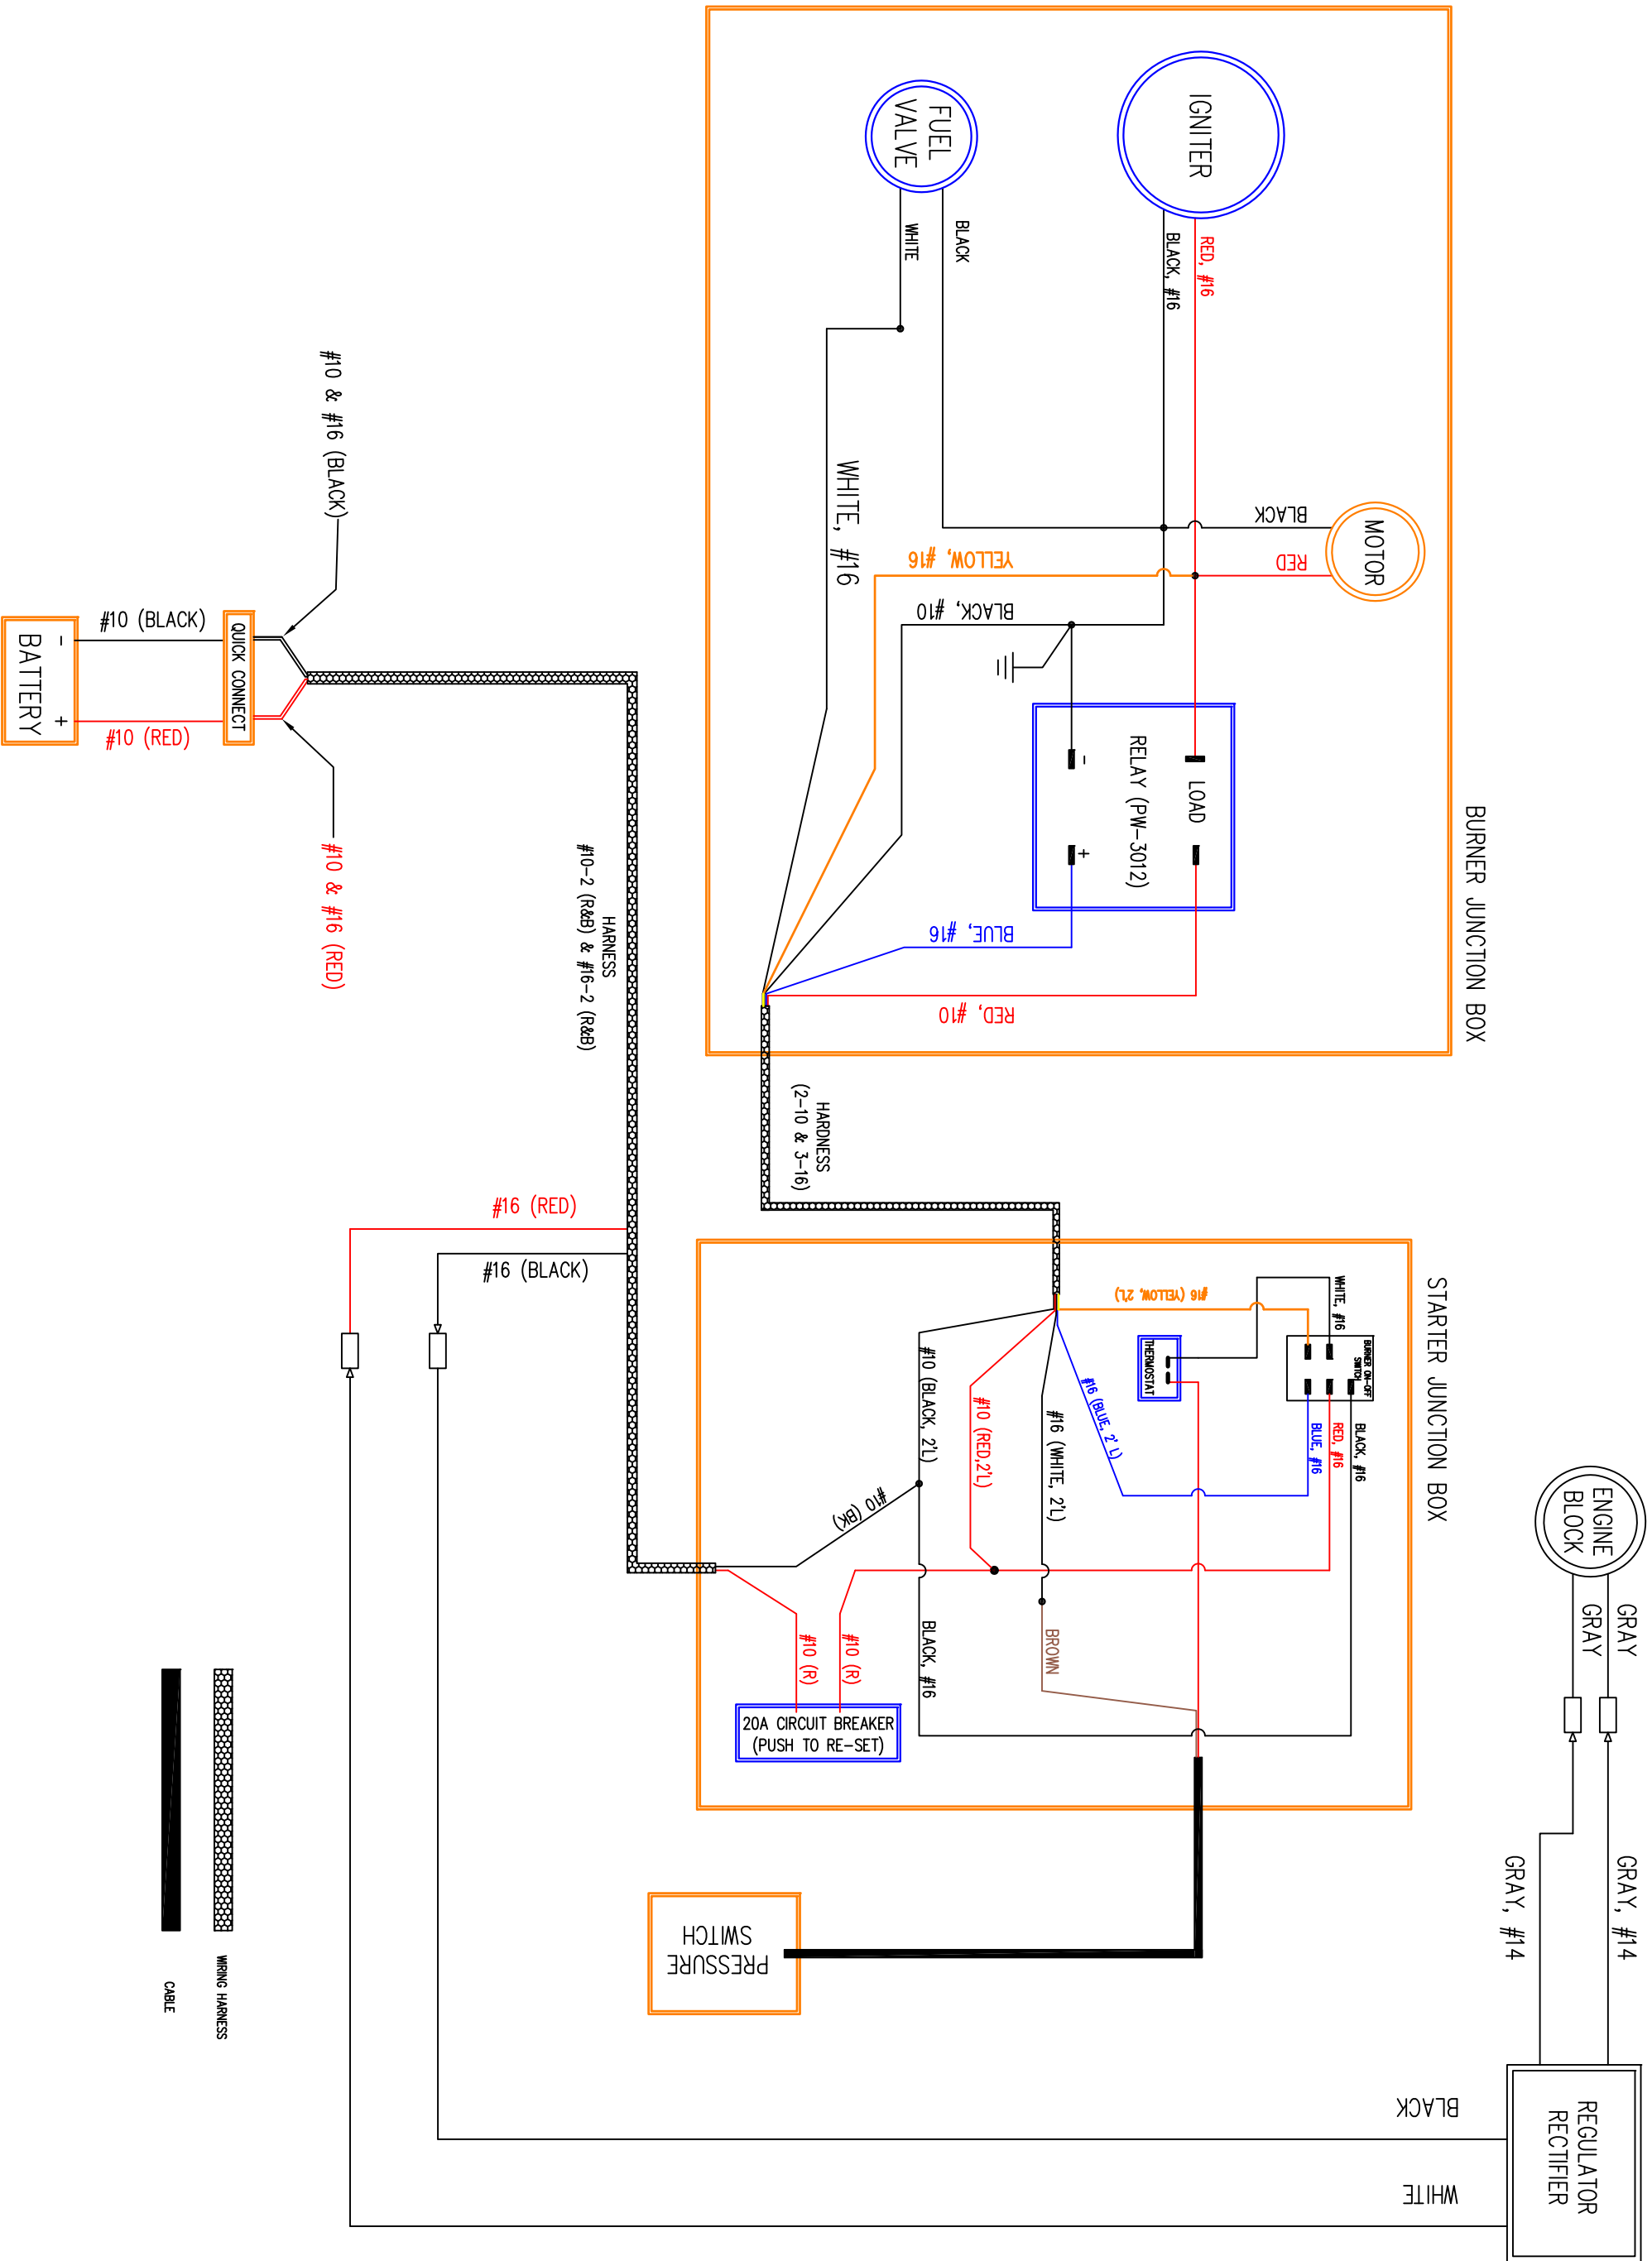 BURNER JUNCTION BOX
IGNITER
RED, #16
BLACK, #16
FUEL
VALVE
BLACK
WHITE
WHITE, #16
MOTOR
BLACK
RED
YELLOW, #16
BLACK, #10
LOAD
RELAY (PW-3012)
-
+
BLUE, #16
RED, #10
HARDNESS
(2-10 & 3-16)
STARTER JUNCTION BOX
BURNER ON-OFF
SWITCH
WHITE, #16
#16 (YELLOW, 2'L)
THERMOSTAT
BLACK, #16
RED, #16
BLUE, #16
#16 (BLUE, 2' L)
#16 (WHITE, 2'L)
#10 (RED,2'L)
#10 (BLACK, 2'L)
#10 (BK)
BROWN
BLACK, #16
#10 (R)
#10 (R)
20A CIRCUIT BREAKER
(PUSH TO RE-SET)
PRESSURE
SWITCH
ENGINE
BLOCK
GRAY
GRAY
GRAY, #14
GRAY, #14
REGULATOR
RECTIFIER
BLACK
WHITE
#16 (RED)
#16 (BLACK)
HARNESS
#10-2 (R&B) & #16-2 (R&B)
#10 & #16 (BLACK)
#10 & #16 (RED)
QUICK CONNECT
#10 (BLACK)
#10 (RED)
- +
BATTERY
WIRING HARNESS
CABLE